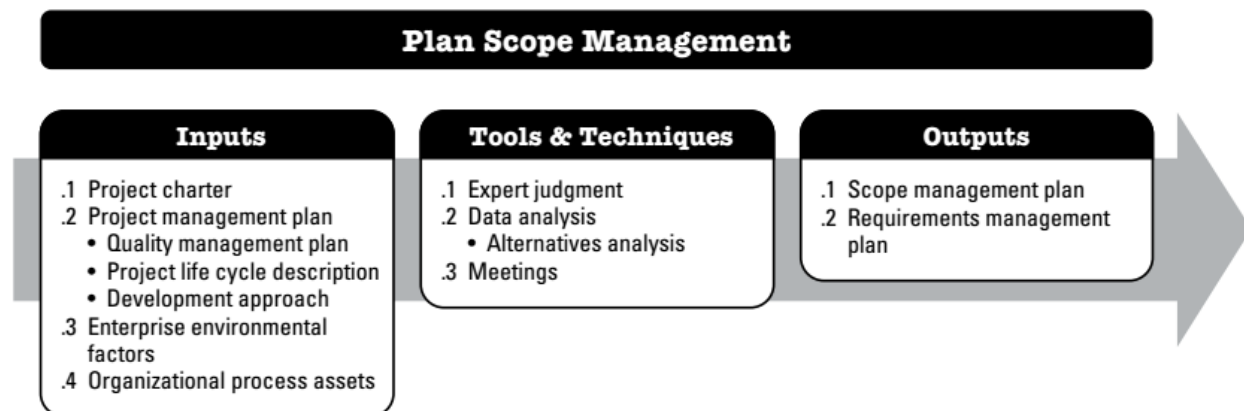 Plan Scope Management
Inputs
.1 Project charter
.2 Project management plan
• Quality management plan
• Project life cycle description
• Development approach
.3 Enterprise environmental
factors
.4 Organizational process assets
Tools & Techniques
.1 Expert judgment
.2 Data analysis
• Alternatives analysis
.3 Meetings
Outputs
.1 Scope management plan
.2 Requirements management
plan